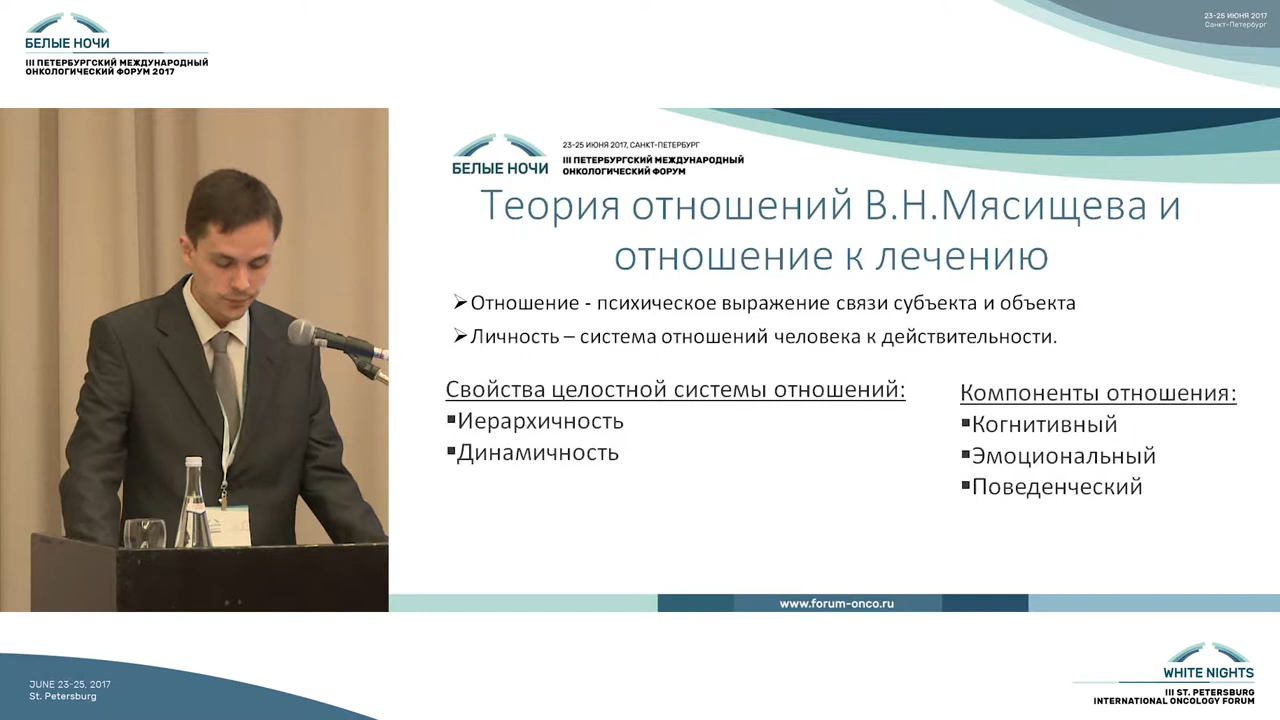 БЕЛЫЕ НОЧИ
III ПЕТЕРБУРГСКИЙ МЕЖДУНАРОДНЫЙ
ОНКОЛОГИЧЕСКИЙ ФОРУМ 2017
23-25 ИЮНЯ 2017
Санкт-Петербург
БЕЛЫЕ НОЧИ
23-25 ИЮНЯ 2017, САНКТ-ПЕТЕРБУРГ
III ПЕТЕРБУРГСКИЙ МЕЖДУНАРОДНЫЙ
ОНКОЛОГИЧЕСКИЙ ФОРУМ
Теория отношений В.Н.Мясищева и
отношение к лечению
Отношение - психическое выражение связи субъекта и объекта
Личность – система отношений человека к действительности.
Свойства целостной системы отношений:
Иерархичность
Динамичность
Компоненты отношения:
Когнитивный
Эмоциональный
Поведенческий
www.forum-onco.ru
JUNE 23-25, 2017
St. Petersburg
WHITE NIGHTS
III ST. PETERSBURG
INTERNATIONAL ONCOLOGY FORUM